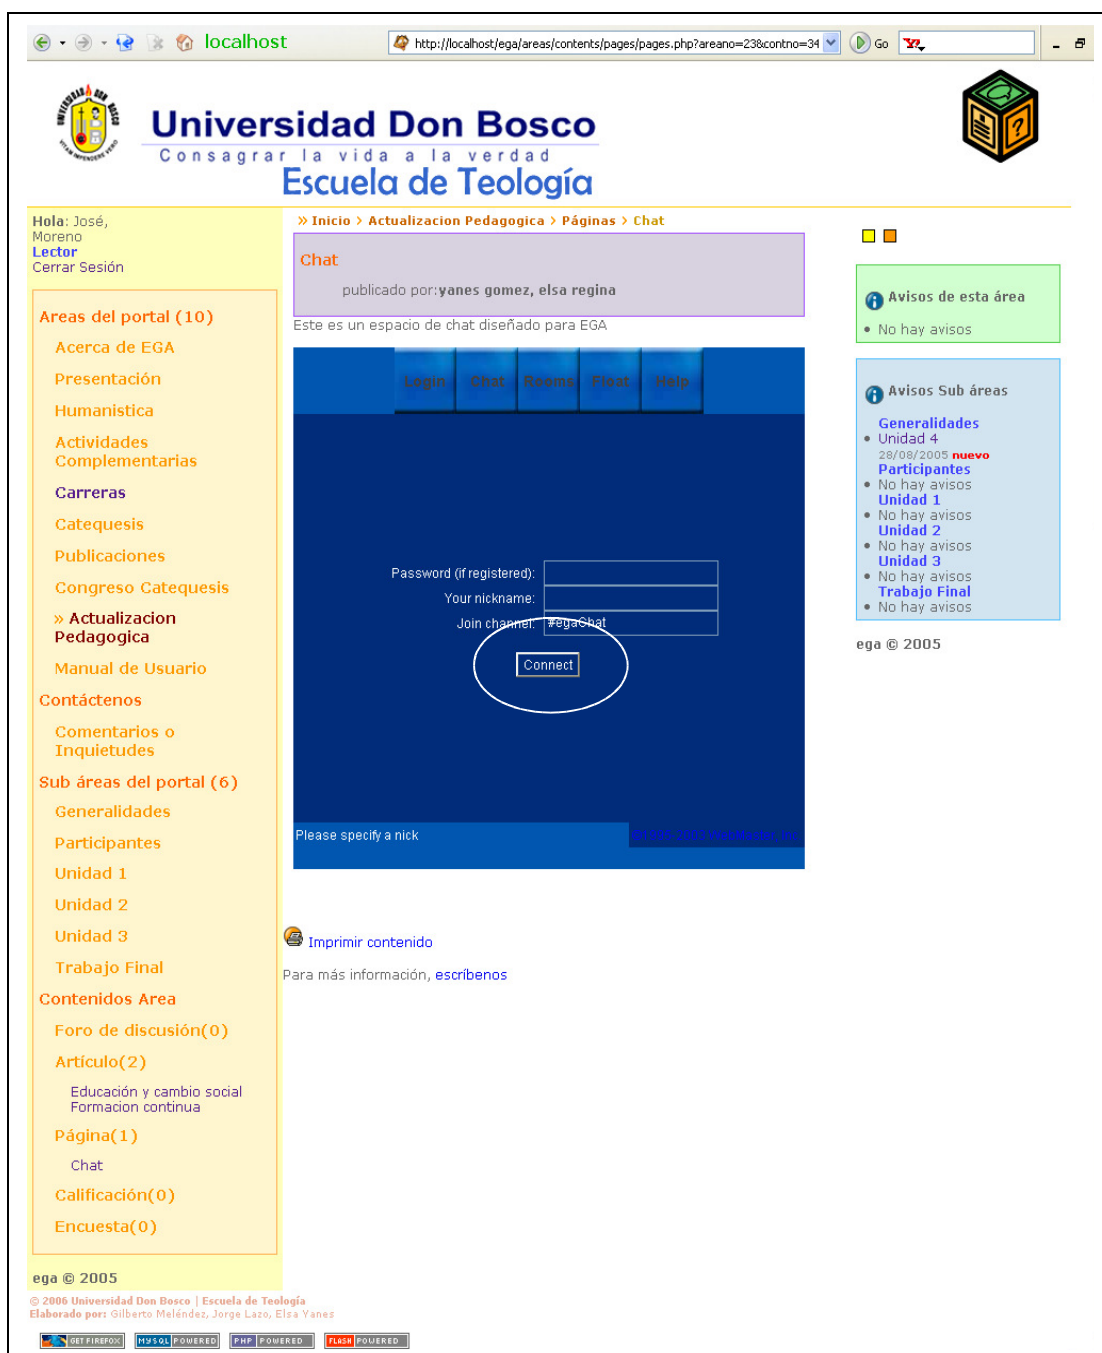 localhost
http://localhost/ega/areas/contents/pages/pages.php?areano=23&contno=34
Go
Universidad Don Bosco
Consagrar la vida a la verdad
Escuela de Teología
Hola: José,
Moreno
Lector
Cerrar Sesión
Areas del portal (10)
Acerca de EGA
Presentación
Humanistica
Actividades
Complementarias
Carreras
Catequesis
Publicaciones
Congreso Catequesis
» Actualizacion
Pedagogica
Manual de Usuario
Contáctenos
Comentarios o
Inquietudes
Sub áreas del portal (6)
Generalidades
Participantes
Unidad 1
Unidad 2
Unidad 3
Trabajo Final
Contenidos Area
Foro de discusión(0)
Artículo(2)
Educación y cambio social
Formacion continua
Página(1)
Chat
Calificación(0)
Encuesta(0)
ega © 2005
» Inicio > Actualizacion Pedagogica > Páginas > Chat
Chat
publicado por:yanes gomez, elsa regina
Este es un espacio de chat diseñado para EGA
Login Chat Rooms Float Help
Password (if registered):
Your nickname:
Join channel: #egaChat
Connect
Please specify a nick
©1996-2003 WebMaster, Inc.
Imprimir contenido
Para más información, escríbenos
Avisos de esta área
• No hay avisos
Avisos Sub áreas
Generalidades
• Unidad 4
28/08/2005 nuevo
Participantes
• No hay avisos
Unidad 1
• No hay avisos
Unidad 2
• No hay avisos
Unidad 3
• No hay avisos
Trabajo Final
• No hay avisos
ega © 2005
© 2006 Universidad Don Bosco | Escuela de Teología
Elaborado por: Gilberto Meléndez, Jorge Lazo, Elsa Yanes
GET FIREFOX
MYSQL POWERED
PHP POWERED
FLASH POWERED